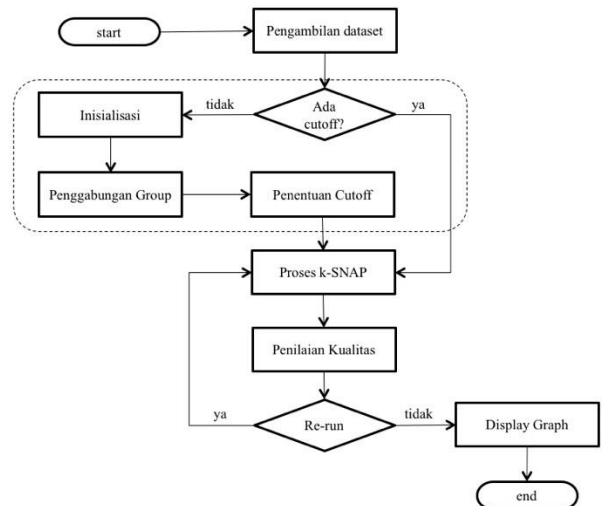 start
Pengambilan dataset
Ada
cutoff?
tidak
ya
Inisialisasi
Penggabungan Group
Penentuan Cutoff
Proses k-SNAP
Penilaian Kualitas
Re-run
ya
tidak
Display Graph
end